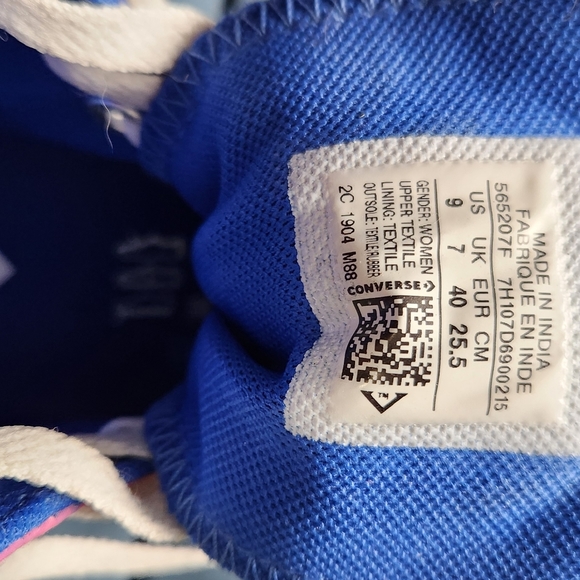 MADE IN INDIA
FABRIQUE EN INDE
565207F 7H107D6900215
US UK EUR CM
9 7 40 25.5
GENDER: WOMEN
UPPER TEXTILE
LINING: TEXTILE
OUTSOLE: TEXTILE RUBBER
2C 1904 M88
CONVERSE
TM